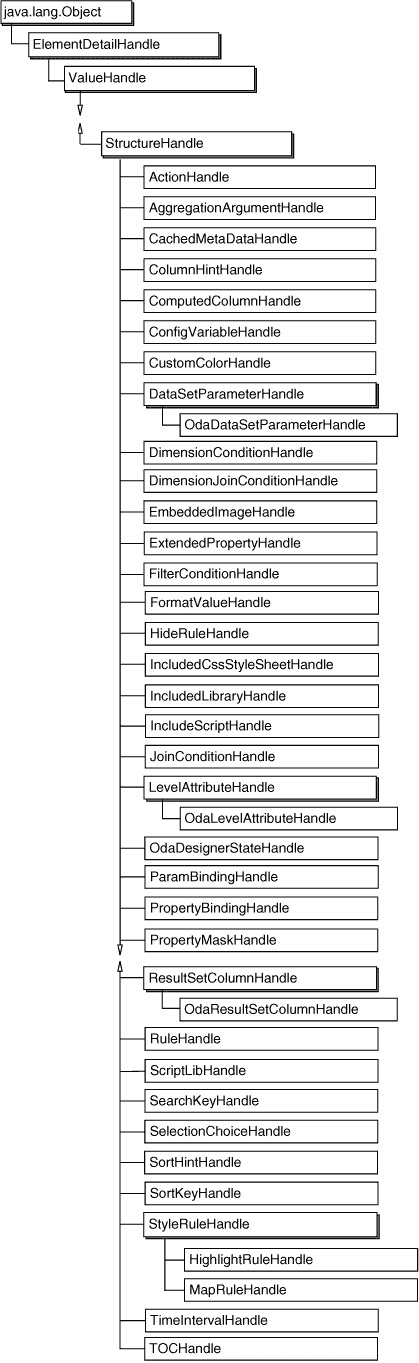 java.lang.Object
ElementDetailHandle
ValueHandle
StructureHandle
ActionHandle
AggregationArgumentHandle
CachedMetaDataHandle
ColumnHintHandle
ComputedColumnHandle
ConfigVariableHandle
CustomColorHandle
DataSetParameterHandle
OdaDataSetParameterHandle
DimensionConditionHandle
DimensionJoinConditionHandle
EmbeddedImageHandle
ExtendedPropertyHandle
FilterConditionHandle
FormatValueHandle
HideRuleHandle
IncludedCssStyleSheetHandle
IncludedLibraryHandle
IncludeScriptHandle
JoinConditionHandle
LevelAttributeHandle
OdaLevelAttributeHandle
OdaDesignerStateHandle
ParamBindingHandle
PropertyBindingHandle
PropertyMaskHandle
ResultSetColumnHandle
OdaResultSetColumnHandle
RuleHandle
ScriptLibHandle
SearchKeyHandle
SelectionChoiceHandle
SortHintHandle
SortKeyHandle
StyleRuleHandle
HighlightRuleHandle
MapRuleHandle
TimeIntervalHandle
TOCHandle